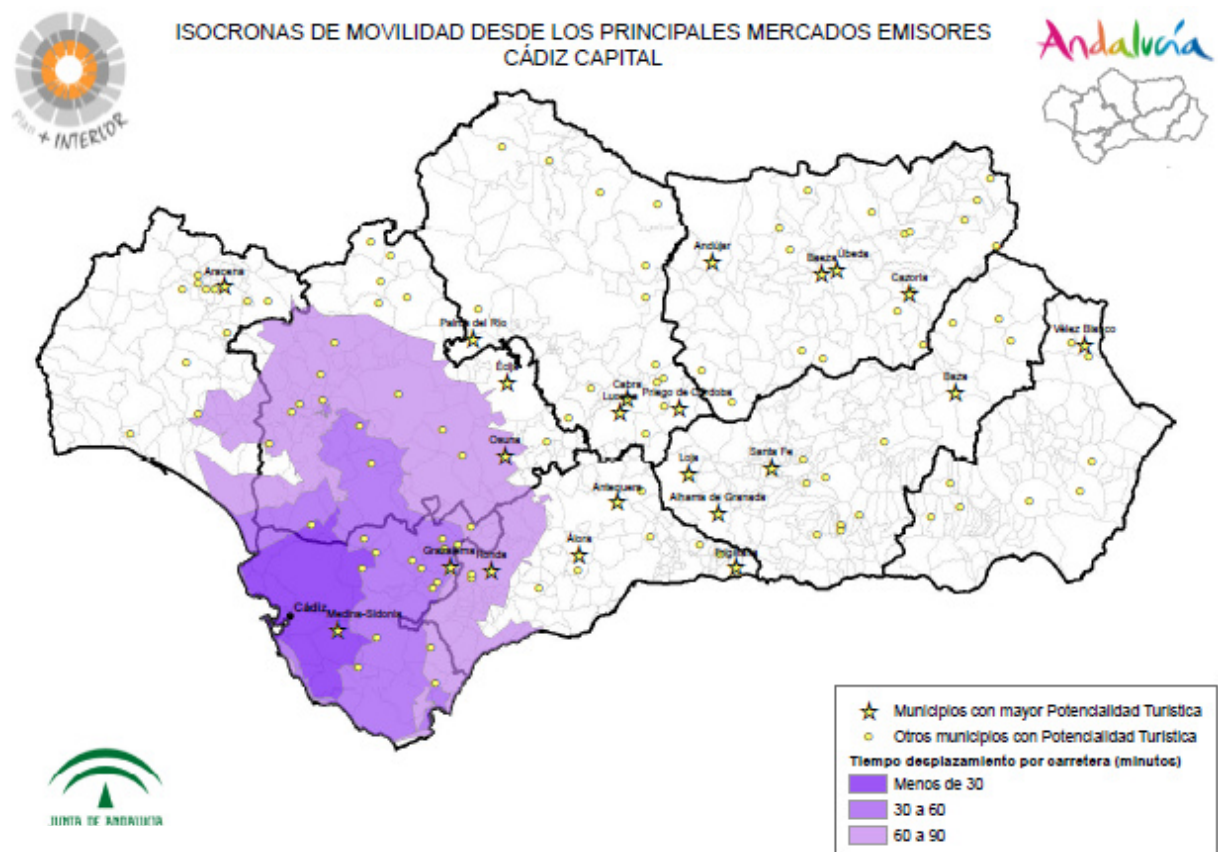 ISOCRONAS DE MOVILIDAD DESDE LOS PRINCIPALES MERCADOS EMISORES
CÁDIZ CAPITAL
Plan + INTERIOR
Andalucía
Andújar
Baeza
Úbeda
Aracena
Cazorla
Palma del Río
Vélez Blanco
Écija
Cabra
Baza
Lucena
Priego de Córdoba
Osuna
Loja
Santa Fe
Antequera
Alhama de Granada
Álora
Grazalema
Ronda
Frigiliana
Cádiz
Medina-Sidonia
Municipios con mayor Potencialidad Turística
Otros municipios con Potencialidad Turística
Tiempo desplazamiento por carretera (minutos)
Menos de 30
30 a 60
60 a 90
JUNTA DE ANDALUCIA